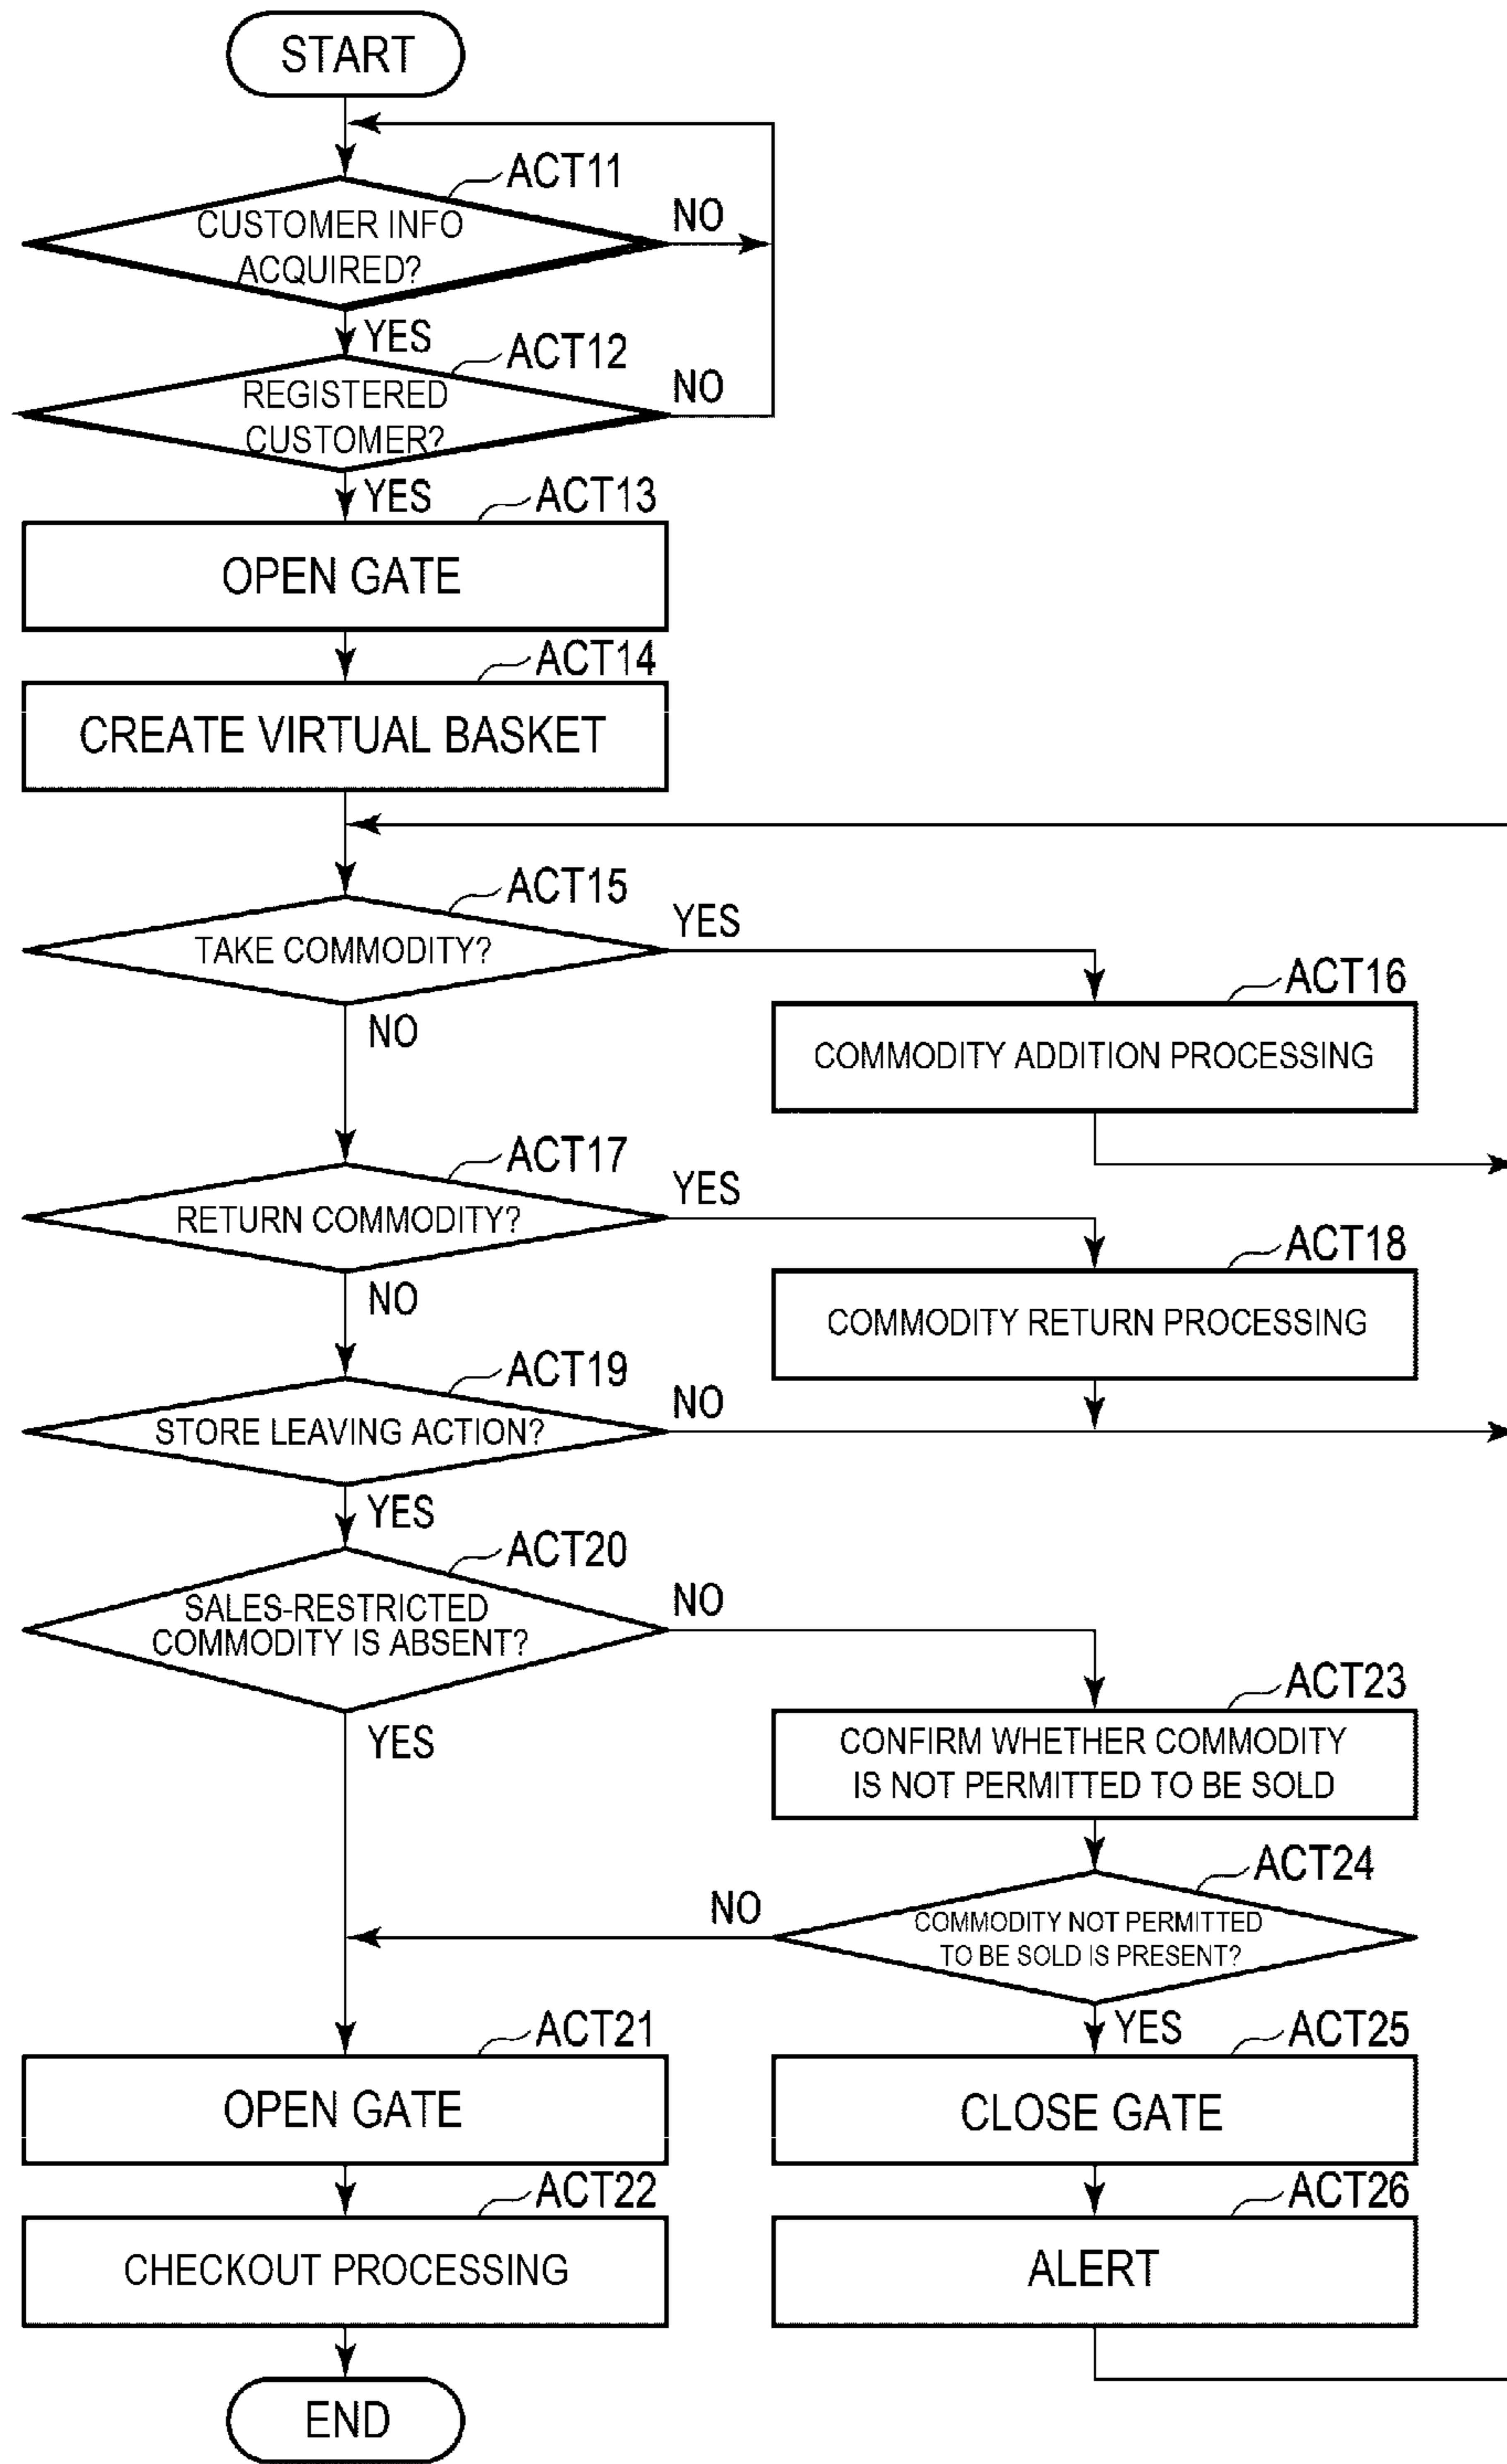 START
ACT11
CUSTOMER INFO
ACQUIRED?
NO
YES
ACT12
REGISTERED
CUSTOMER?
NO
YES
ACT13
OPEN GATE
ACT14
CREATE VIRTUAL BASKET
ACT15
TAKE COMMODITY?
YES
NO
ACT16
COMMODITY ADDITION PROCESSING
ACT17
RETURN COMMODITY?
YES
NO
ACT18
COMMODITY RETURN PROCESSING
ACT19
STORE LEAVING ACTION?
NO
YES
ACT20
SALES-RESTRICTED
COMMODITY IS ABSENT?
NO
YES
ACT23
CONFIRM WHETHER COMMODITY
IS NOT PERMITTED TO BE SOLD
ACT24
COMMODITY NOT PERMITTED
TO BE SOLD IS PRESENT?
NO
YES
ACT21
OPEN GATE
ACT25
CLOSE GATE
ACT22
CHECKOUT PROCESSING
ACT26
ALERT
END